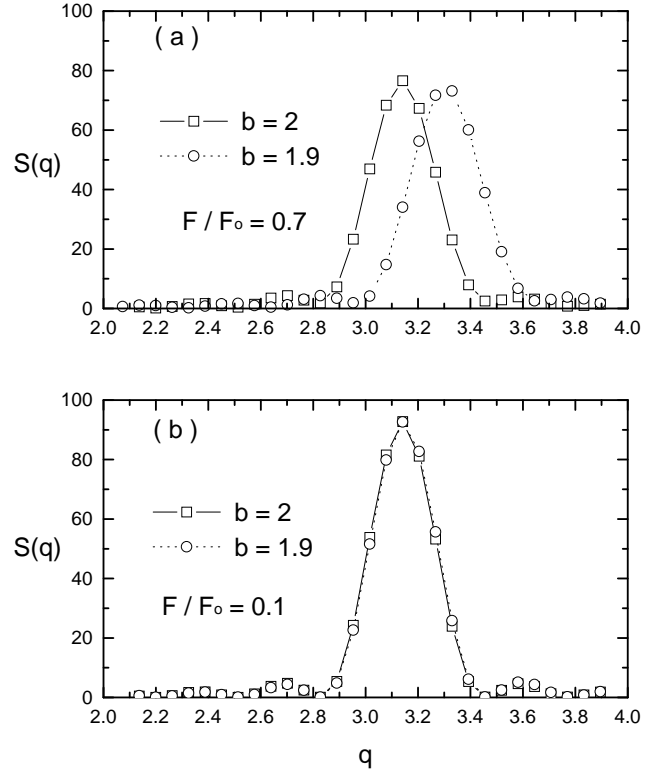 100
80
60
40
20
0
S(q)
( a )
b = 2
b = 1.9
F / Fo = 0.7
2.0 2.2 2.4 2.6 2.8 3.0 3.2 3.4 3.6 3.8 4.0
100
80
60
40
20
0
S(q)
( b )
b = 2
b = 1.9
F / Fo = 0.1
2.0 2.2 2.4 2.6 2.8 3.0 3.2 3.4 3.6 3.8 4.0
q